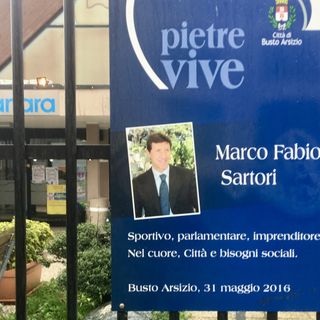 pietre
vive
Città di
Busto Arsizio
Marco Fabio
Sartori
Sportivo, parlamentare, imprenditore
Nel cuore, Città e bisogni sociali.
Busto Arsizio, 31 maggio 2016